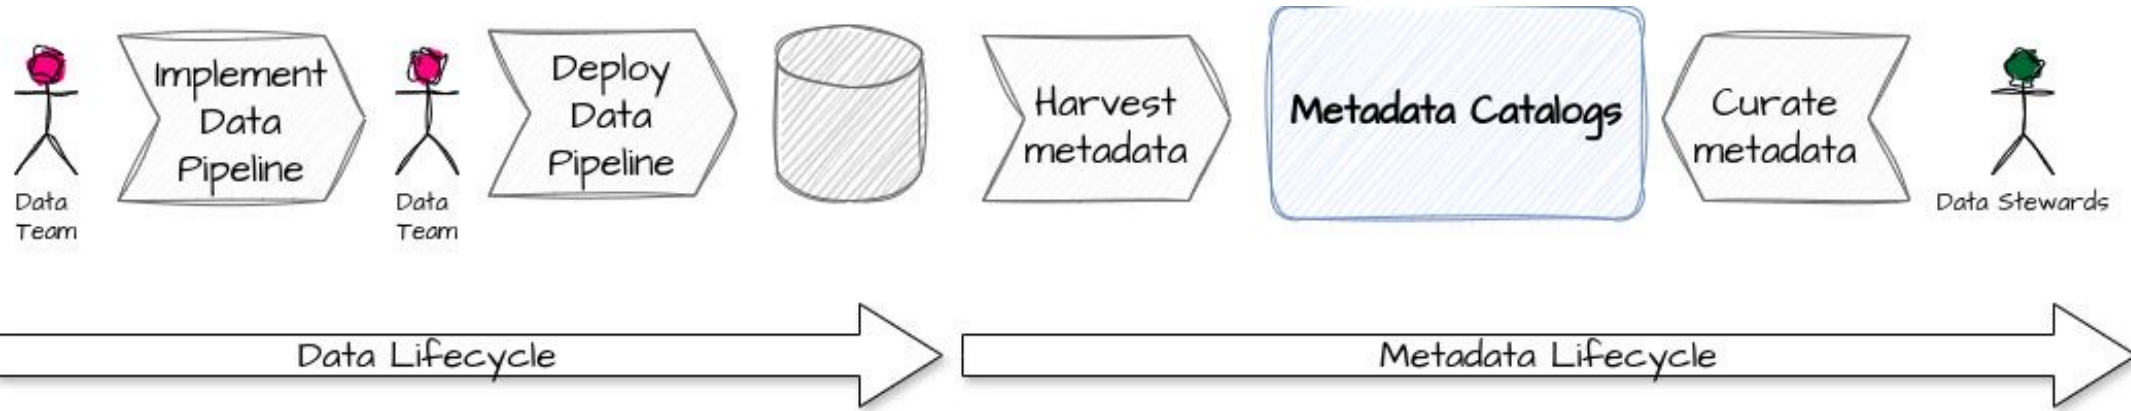 Implement
Data
Pipeline
Data
Team
Deploy
Data
Pipeline
Data
Team
Harvest
metadata
Metadata Catalogs
Curate
metadata
Data Stewards
Data Lifecycle
Metadata Lifecycle